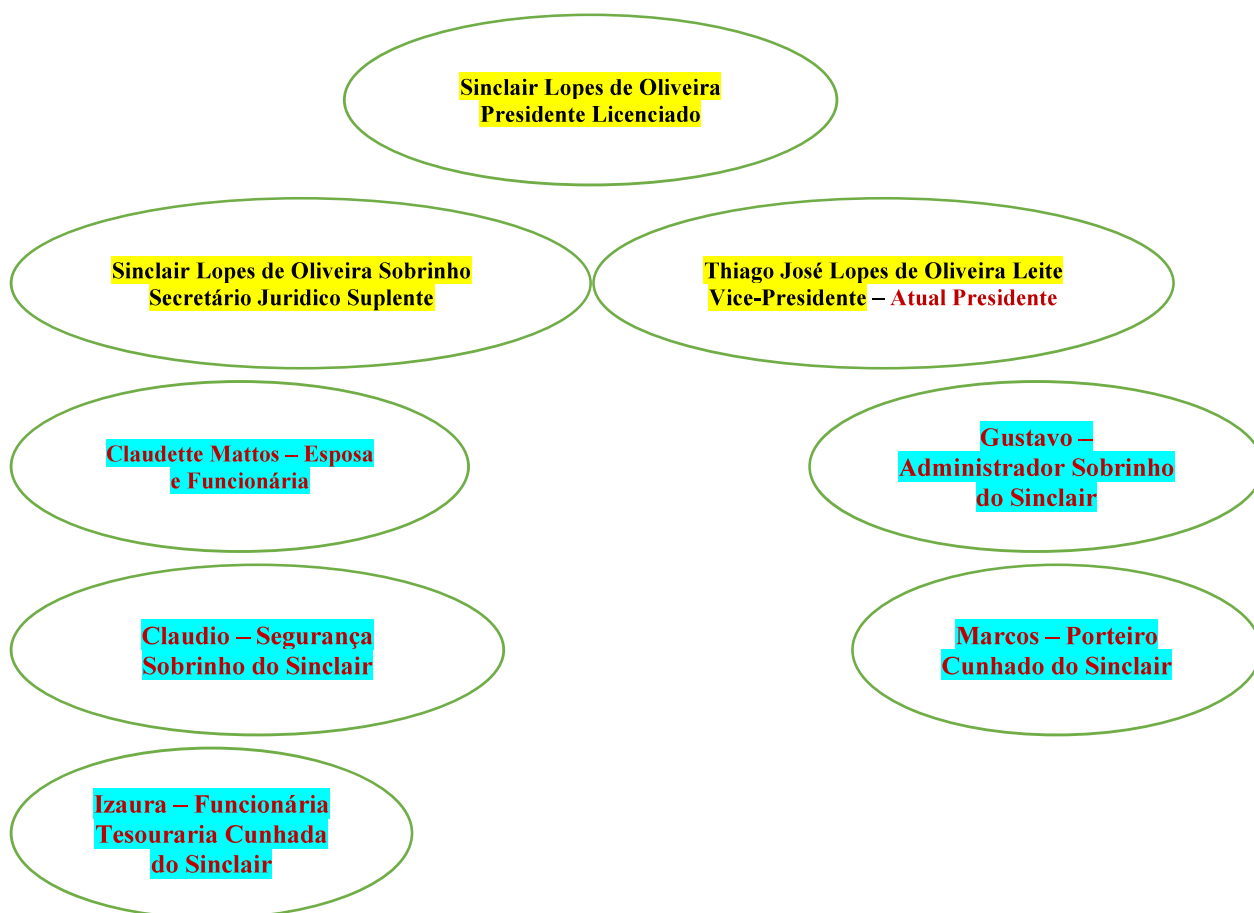 Sinclair Lopes de Oliveira
Presidente Licenciado
Sinclair Lopes de Oliveira Sobrinho
Secretário Juridico Suplente
Thiago José Lopes de Oliveira Leite
Vice-Presidente – Atual Presidente
Claudette Mattos – Esposa
e Funcionária
Gustavo –
Administrador Sobrinho
do Sinclair
Claudio – Segurança
Sobrinho do Sinclair
Marcos – Porteiro
Cunhado do Sinclair
Izaura – Funcionária
Tesouraria Cunhada
do Sinclair